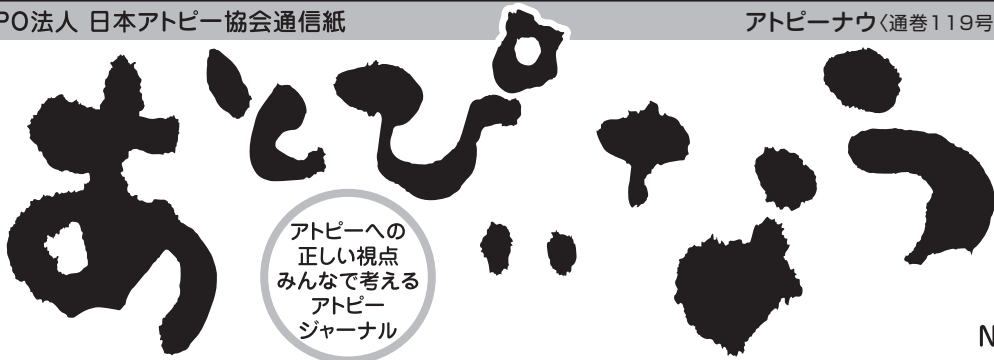 PO法人 日本アトピー協会通信紙
アトピーナウ〈通巻119号
あとぴぃなう
アトピーへの
正しい視点
みんなで考える
アトピー
ジャーナル
N